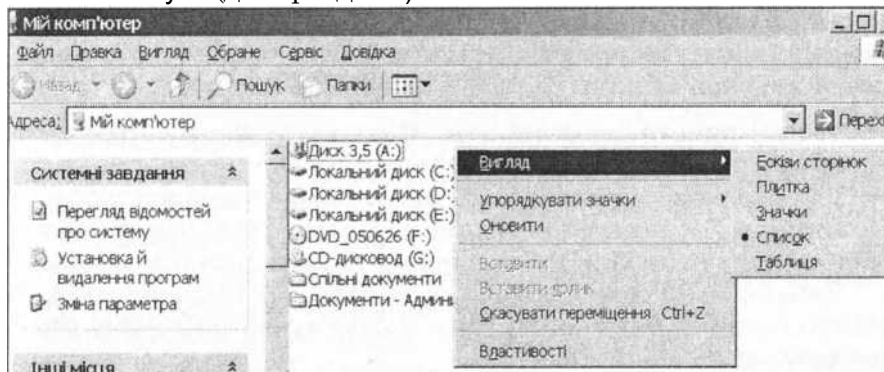 Мій комп'ютер
Файл Правка Вигляд Обране Сервіс Довідка
Назад Пошук Папки
Адреса: Мій комп'ютер Перехі
Системні завдання
Перегляд відомостей
про систему
Установка й
видалення програм
Зміна параметра
Інші місця
Диск 3,5 (A:)
Локальний диск (C:
Локальний диск (D:
Локальний диск (E:)
DVD_050626 (F:)
CD-дисковод (G:)
Спільні документи
Документи - Адміні
Вигляд
Упорядкувати значки
Оновити
Вставити
Вставити ярлик
Скасувати переміщення Ctrl+Z
Властивості
Ескізи сторінок
Плитка
Значки
Список
Таблиця